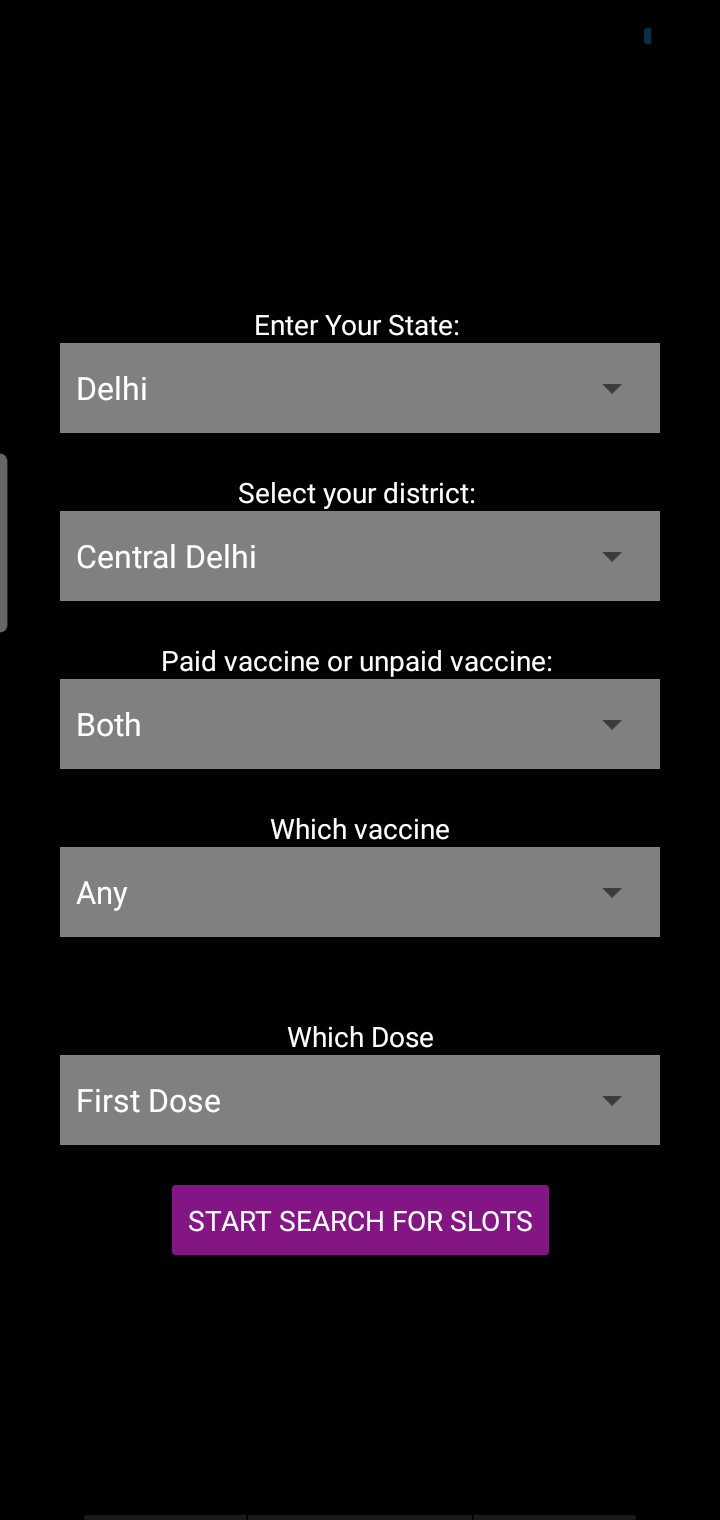 Enter Your State:
Delhi
Select your district:
Central Delhi
Paid vaccine or unpaid vaccine:
Both
Which vaccine
Any
Which Dose
First Dose
START SEARCH FOR SLOTS